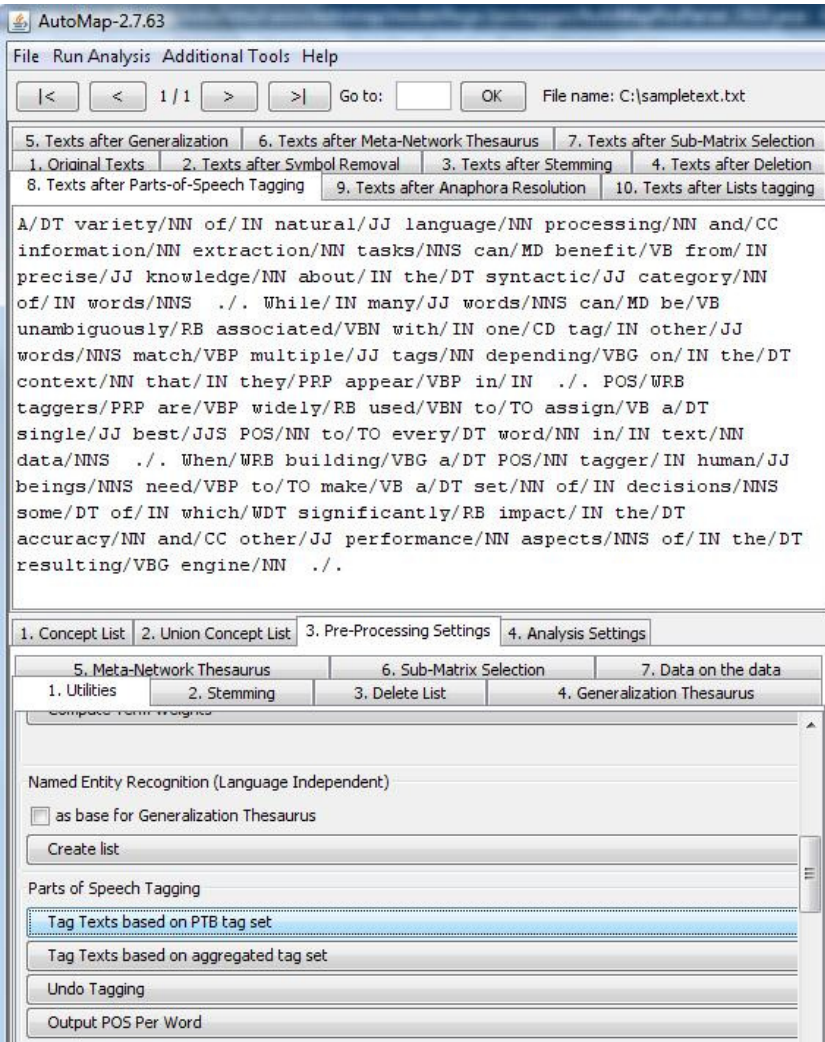 AutoMap-2.7.63
File Run Analysis Additional Tools Help
|< < 1 / 1 > >| Go to: OK File name: C:\sampletext.txt
5. Texts after Generalization 6. Texts after Meta-Network Thesaurus 7. Texts after Sub-Matrix Selection
1. Original Texts 2. Texts after Symbol Removal 3. Texts after Stemming 4. Texts after Deletion
8. Texts after Parts-of-Speech Tagging 9. Texts after Anaphora Resolution 10. Texts after Lists tagging
A/DT variety/NN of/IN natural/JJ language/NN processing/NN and/CC
information/NN extraction/NN tasks/NNS can/MD benefit/VB from/IN
precise/JJ knowledge/NN about/IN the/DT syntactic/JJ category/NN
of/IN words/NNS ./. While/IN many/JJ words/NNS can/MD be/VB
unambiguously/RB associated/VBN with/IN one/CD tag/IN other/JJ
words/NNS match/VBP multiple/JJ tags/NN depending/VBG on/IN the/DT
context/NN that/IN they/PRP appear/VBP in/IN ./. POS/WRB
taggers/PRP are/VBP widely/RB used/VBN to/TO assign/VB a/DT
single/JJ best/JJS POS/NN to/TO every/DT word/NN in/IN text/NN
data/NNS ./. When/WRB building/VBG a/DT POS/NN tagger/IN human/JJ
beings/NNS need/VBP to/TO make/VB a/DT set/NN of/IN decisions/NNS
some/DT of/IN which/WDT significantly/RB impact/IN the/DT
accuracy/NN and/CC other/JJ performance/NN aspects/NNS of/IN the/DT
resulting/VBG engine/NN ./.
1. Concept List 2. Union Concept List 3. Pre-Processing Settings 4. Analysis Settings
5. Meta-Network Thesaurus 6. Sub-Matrix Selection 7. Data on the data
1. Utilities 2. Stemming 3. Delete List 4. Generalization Thesaurus
Compute Term Weights
Named Entity Recognition (Language Independent)
as base for Generalization Thesaurus
Create list
Parts of Speech Tagging
Tag Texts based on PTB tag set
Tag Texts based on aggregated tag set
Undo Tagging
Output POS Per Word